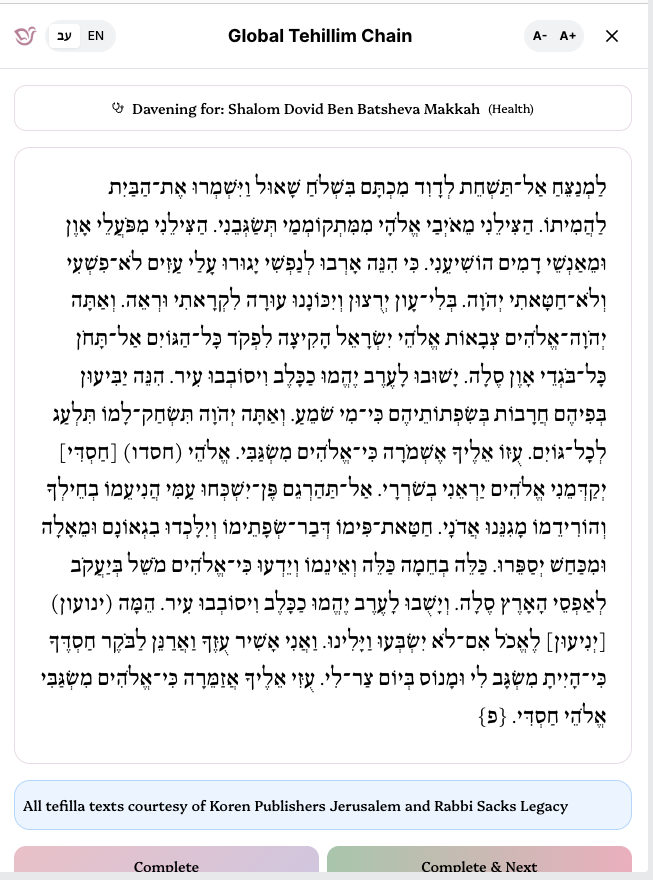 עב EN
Global Tehillim Chain
A- A+
Davening for: Shalom Dovid Ben Batsheva Makkah (Health)
לַמְנַצֵּחַ אַל־תַּשְׁחֵת לְדָוִד מִכְתָּם בִּשְׁלֹחַ שָׁאוּל וַיִּשְׁמְרוּ אֶת־הַבַּיִת
לַהֲמִיתוֹ. הַצִּילֵנִי מֵאֹיְבַי אֱלֹהָי מִמִּתְקוֹמְמַי תְּשַׂגְּבֵנִי. הַצִּילֵנִי מִפֹּעֲלֵי אָוֶן
וּמֵאַנְשֵׁי דָמִים הוֹשִׁיעֵנִי. כִּי הִנֵּה אָרְבוּ לְנַפְשִׁי יָגוּרוּ עָלַי עַזִּים לֹא־פִשְׁעִי
וְלֹא־חַטָּאתִי יְהֹוָה. בְּלִי־עָון יְרֻצוּן וְיִכּוֹנָנוּ עוּרָה לִקְרָאתִי וּרְאֵה. וְאַתָּה
יְהֹוָה־אֱלֹהִים צְבָאוֹת אֱלֹהֵי יִשְׂרָאֵל הָקִיצָה לִפְקֹד כָּל־הַגּוֹיִם אַל־תָּחֹן
כָּל־בֹּגְדֵי אָוֶן סֶלָה. יָשׁוּבוּ לָעֶרֶב יֶהֱמוּ כַכָּלֶב וִיסוֹבְבוּ עִיר. הִנֵּה יַבִּיעוּן
בְּפִיהֶם חֲרָבוֹת בְּשִׂפְתוֹתֵיהֶם כִּי־מִי שֹׁמֵעַ. וְאַתָּה יְהֹוָה תִּשְׂחַק־לָמוֹ תִּלְעַג
לְכָל־גּוֹיִם. עֻזּוֹ אֵלֶיךָ אֶשְׁמֹרָה כִּי־אֱלֹהִים מִשְׂגַּבִּי. אֱלֹהֵי (חסדו) [חַסְדִּי]
יְקַדְּמֵנִי אֱלֹהִים יַרְאֵנִי בְשֹׁרְרָי. אַל־תַּהַרְגֵם פֶּן־יִשְׁכְּחוּ עַמִּי הֲנִיעֵמוֹ בְחֵילְךָ
וְהוֹרִידֵמוֹ מָגִנֵּנוּ אֲדֹנָי. חַטַּאת־פִּימוֹ דְּבַר־שְׂפָתֵימוֹ וְיִלָּכְדוּ בִגְאוֹנָם וּמֵאָלָה
וּמִכַּחַשׁ יְסַפֵּרוּ. כַּלֵּה בְחֵמָה כַּלֵּה וְאֵינֵמוֹ וְיֵדְעוּ כִּי־אֱלֹהִים מֹשֵׁל בְּיַעֲקֹב
לְאַפְסֵי הָאָרֶץ סֶלָה. וְיָשֻׁבוּ לָעֶרֶב יֶהֱמוּ כַכָּלֶב וִיסוֹבְבוּ עִיר. הֵמָּה (ינועון)
[יְנִיעוּן] לֶאֱכֹל אִם־לֹא יִשְׂבְּעוּ וַיָּלִינוּ. וַאֲנִי אָשִׁיר עֻזֶּךָ וַאֲרַנֵּן לַבֹּקֶר חַסְדֶּךָ
כִּי־הָיִיתָ מִשְׂגָּב לִי וּמָנוֹס בְּיוֹם צַר־לִי. עֻזִּי אֵלֶיךָ אֲזַמֵּרָה כִּי־אֱלֹהִים מִשְׂגַּבִּי
אֱלֹהֵי חַסְדִּי. {פ}
All tefilla texts courtesy of Koren Publishers Jerusalem and Rabbi Sacks Legacy
Complete
Complete & Next